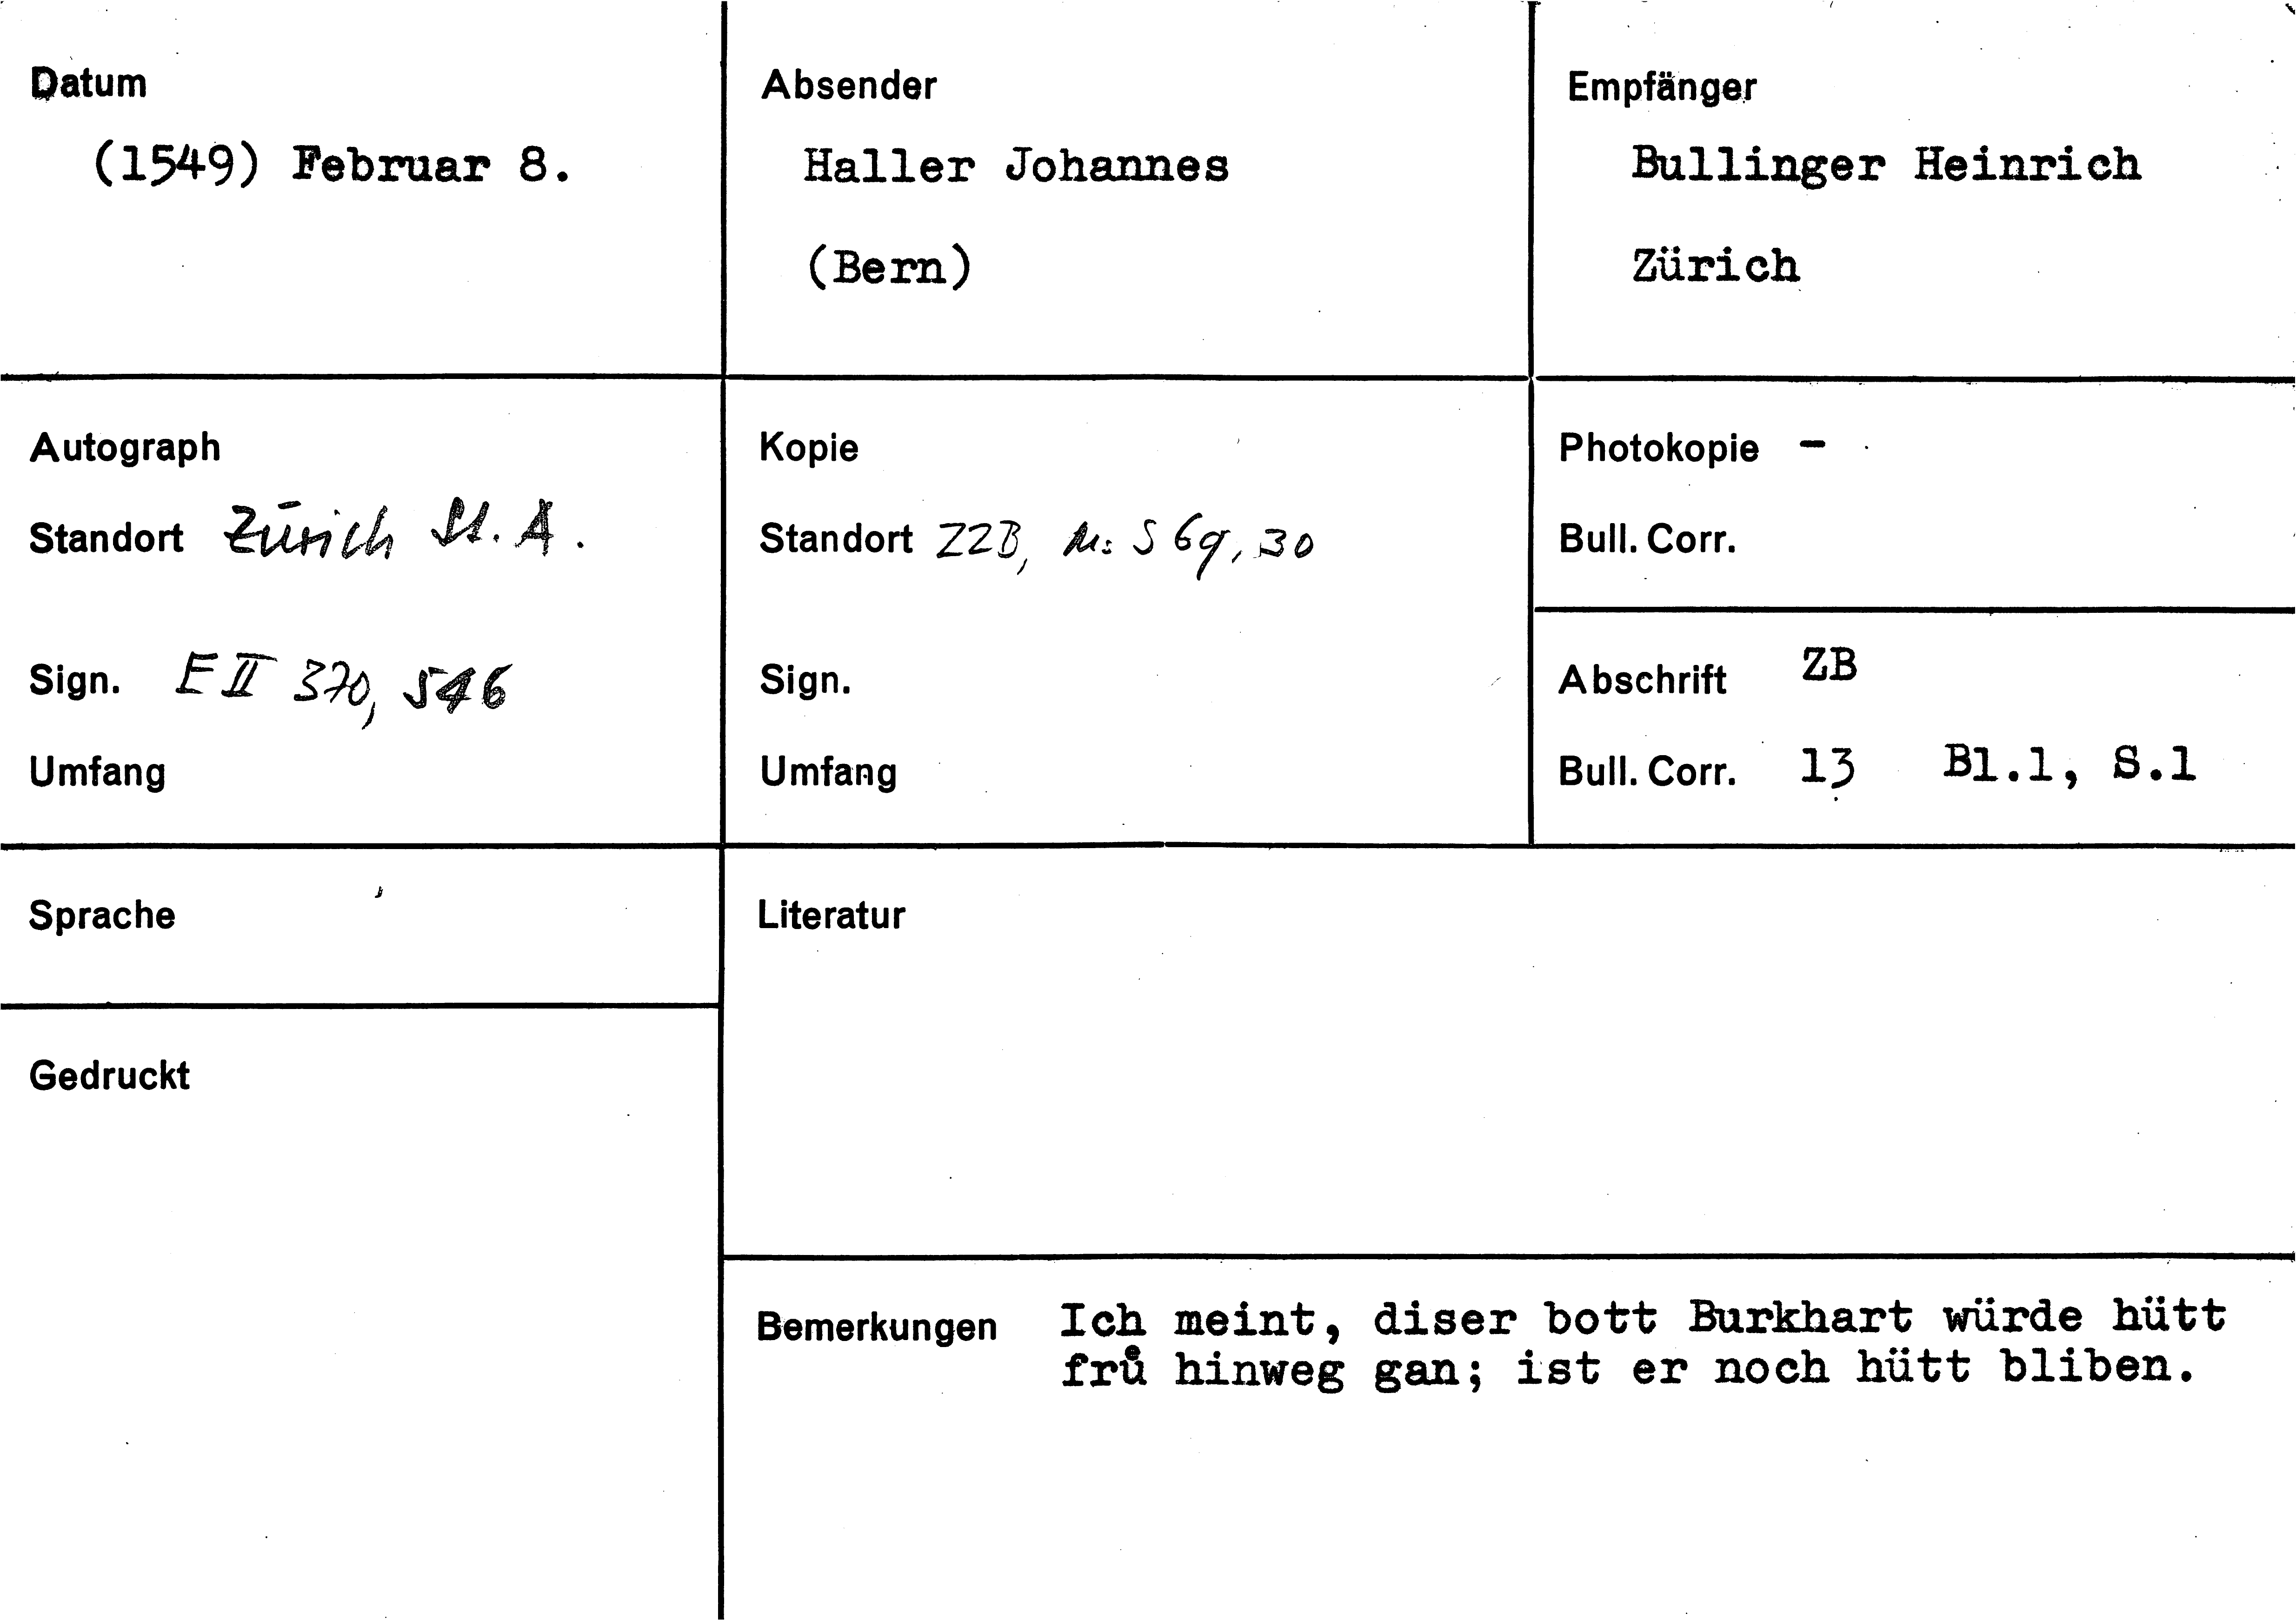 Datum
(1549) Februar 8.
Absender
Haller Johannes
(Bern)
Empfänger
Bullinger Heinrich
Zürich
Autograph
Standort Zürich St. A.
Sign. E II 370, 546
Umfang
Kopie
Standort ZZB, Ms S 69, 30
Sign.
Umfang
Photokopie -
Bull. Corr.
Abschrift ZB
Bull. Corr. 13 Bl.1, S.1
Sprache
Literatur
Gedruckt
Bemerkungen Ich meint, diser bott Burkhart würde hütt
fruͤ hinweg gan; ist er noch hütt bliben.